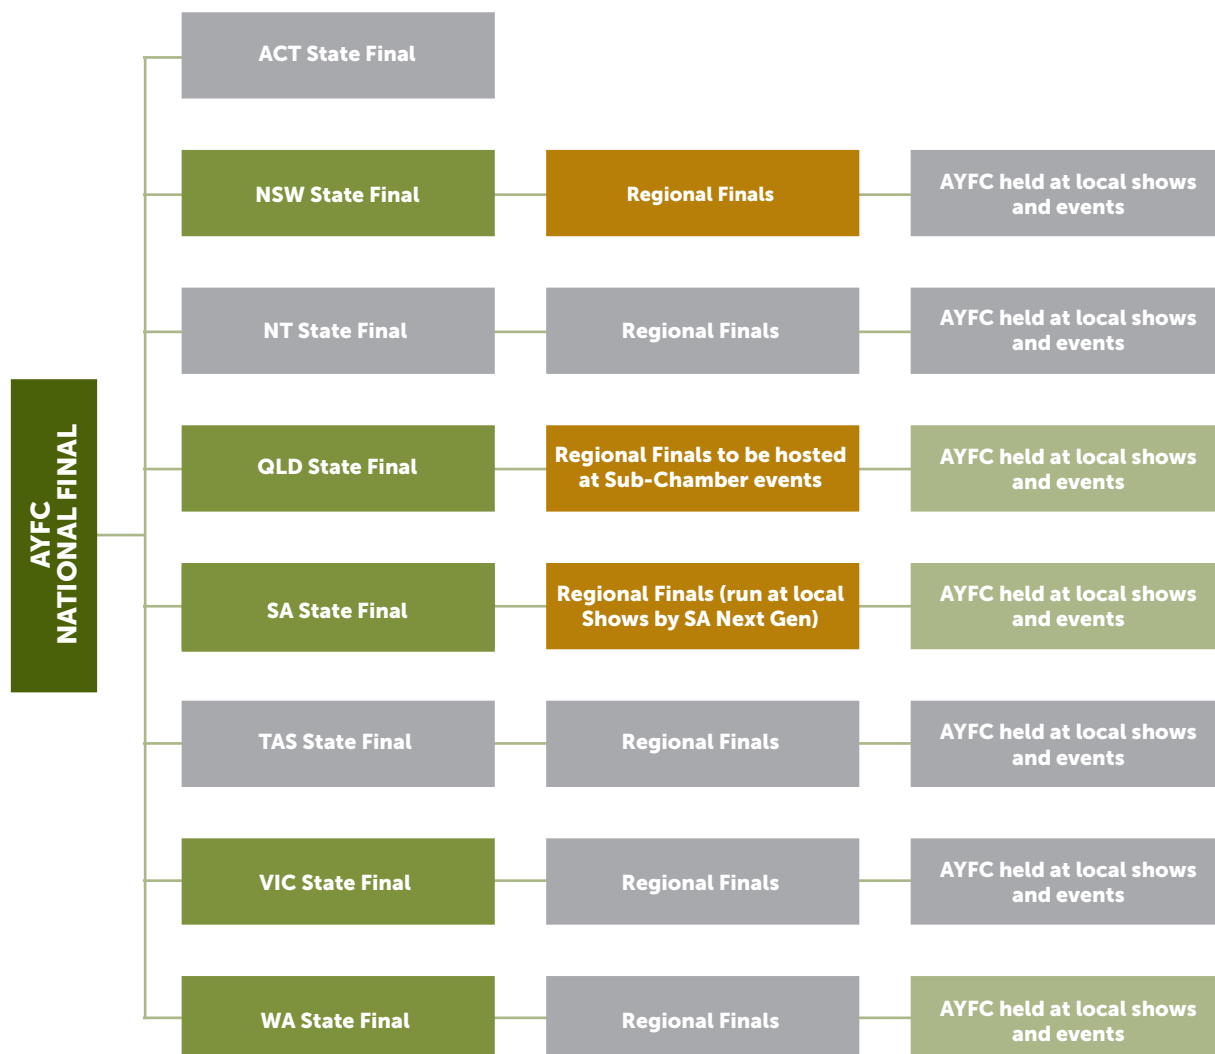 ACT State Final
NSW State Final
Regional Finals
AYFC held at local shows
and events
NT State Final
Regional Finals
AYFC held at local shows
and events
AYFC
NATIONAL FINAL
QLD State Final
Regional Finals to be hosted
at Sub-Chamber events
AYFC held at local shows
and events
SA State Final
Regional Finals (run at local
Shows by SA Next Gen)
AYFC held at local shows
and events
TAS State Final
Regional Finals
AYFC held at local shows
and events
VIC State Final
Regional Finals
AYFC held at local shows
and events
WA State Final
Regional Finals
AYFC held at local shows
and events